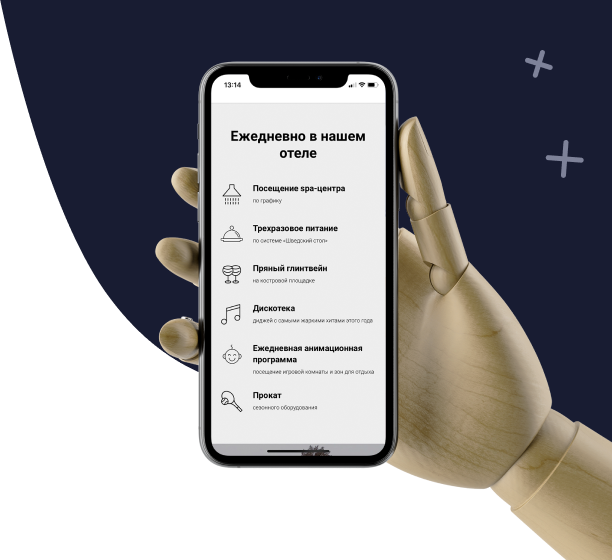 13:14
Ежедневно в нашем
отеле
Посещение spa-центра
по графику
Трехразовое питание
по системе «Шведский стол»
Пряный глинтвейн
на костровой площадке
Дискотека
диджей с самыми жаркими хитами этого года
Ежедневная анимационная
программа
посещение игровой комнаты и зон для отдыха
Прокат
сезонного оборудования